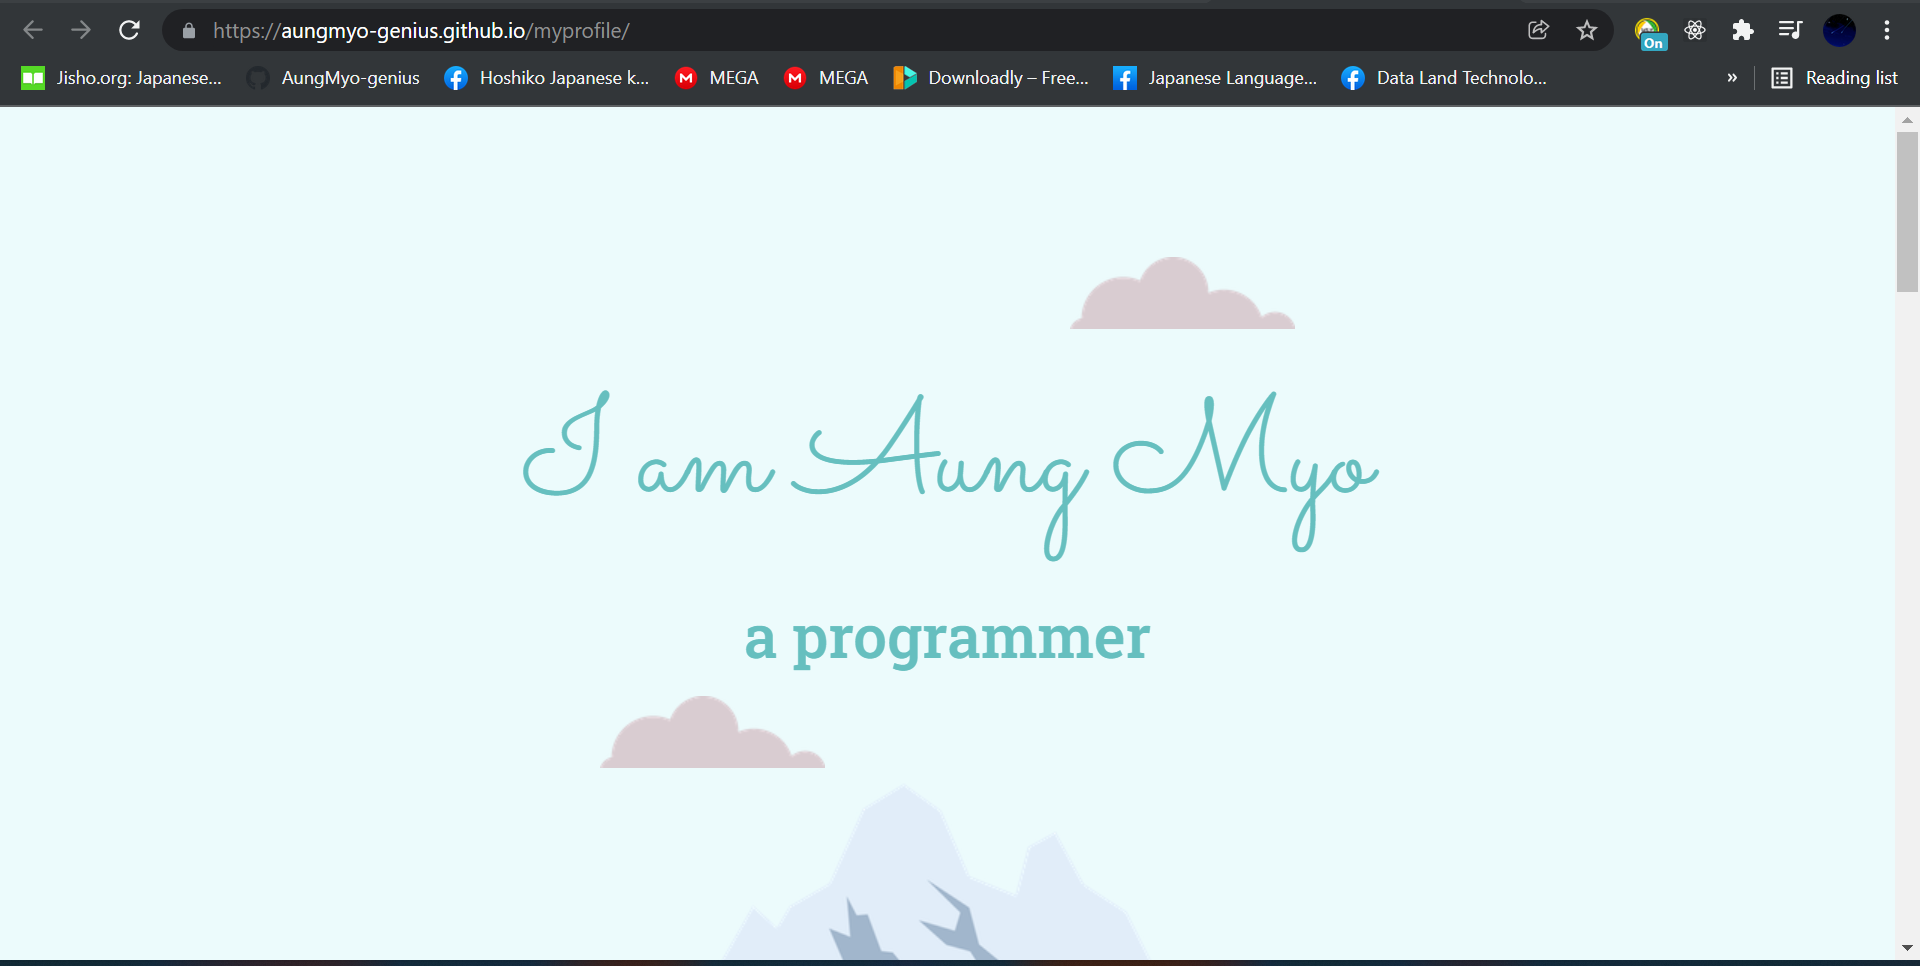 https://aungmyo-genius.github.io/myprofile/
On
Jisho.org: Japanese... AungMyo-genius Hoshiko Japanese k... MEGA MEGA Downloadly – Free... Japanese Language... Data Land Technolo... » Reading list
I am Aung Myo
a programmer